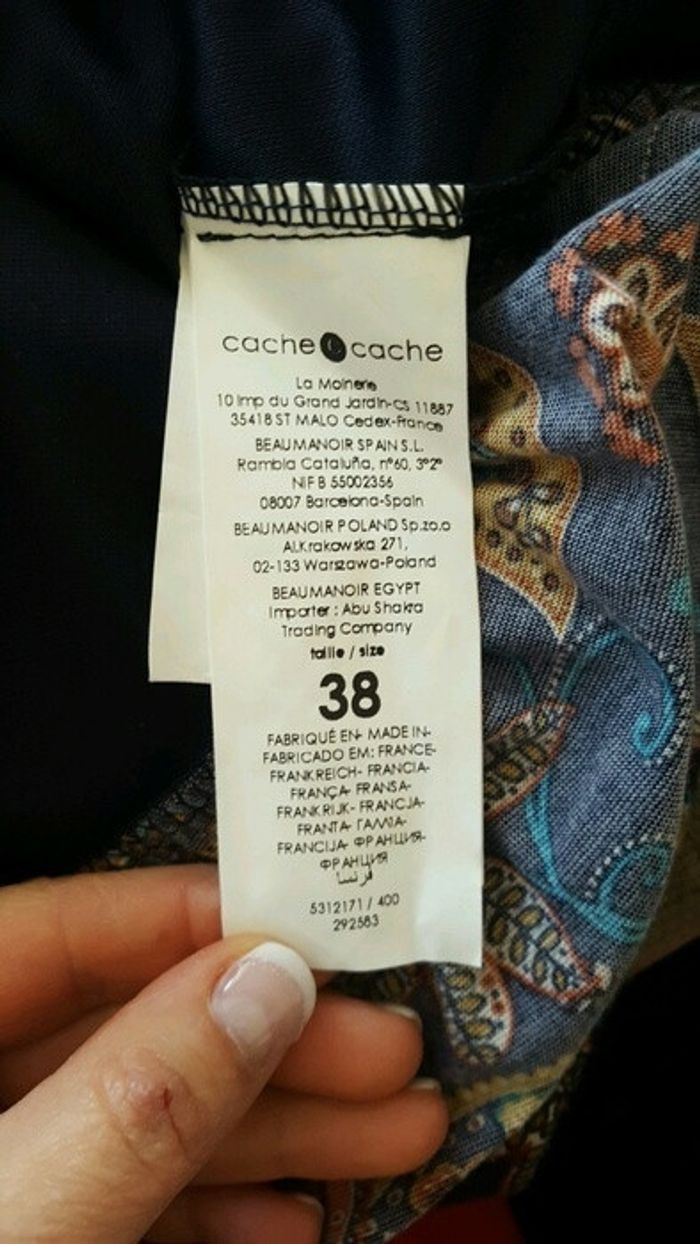 cache cache
La Moinerie
10 Imp du Grand Jardin-CS 11887
35418 ST MALO Cedex-France
BEAUMANOIR SPAIN S.L.
Rambla Cataluña, nº60, 3º2º
NIF B 55002356
08007 Barcelona-Spain
BEAUMANOIR POLAND Sp.zo.o
Al.Krakowska 271,
02-133 Warszawa-Poland
BEAUMANOIR EGYPT
Importer : Abu Shakra
Trading Company
taille / size
38
FABRIQUÉ EN- MADE IN-
FABRICADO EM: FRANCE-
FRANKREICH- FRANCIA-
FRANÇA- FRANSA-
FRANKRIJK- FRANCJA-
FRANTA- ГАЛЛІА-
FRANCIJA- ФРАНЦИЯ-
ФРАНЦИЯ
فرنسا
5312171 / 400
292583